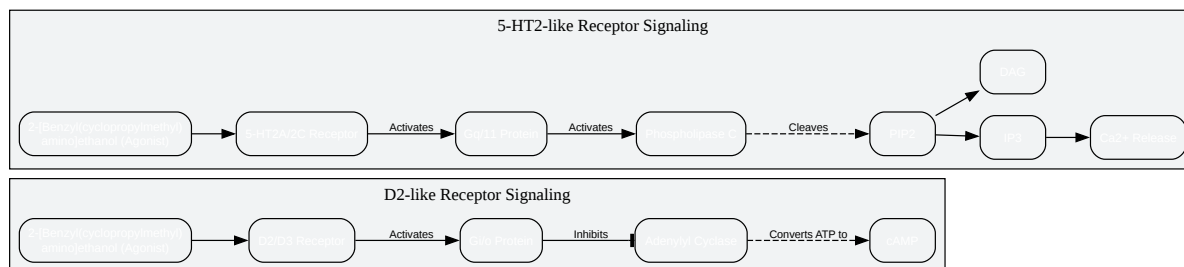 5-HT2-like Receptor Signaling
DAG
2-[Benzyl(cyclopropylmethyl)
amino]ethanol (Agonist)
5-HT2A/2C Receptor
Activates
Gq/11 Protein
Activates
Phospholipase C
Cleaves
PIP2
IP3
Ca2+ Release
D2-like Receptor Signaling
2-[Benzyl(cyclopropylmethyl)
amino]ethanol (Agonist)
D2/D3 Receptor
Activates
Gi/o Protein
Inhibits
Adenylyl Cyclase
Converts ATP to
cAMP